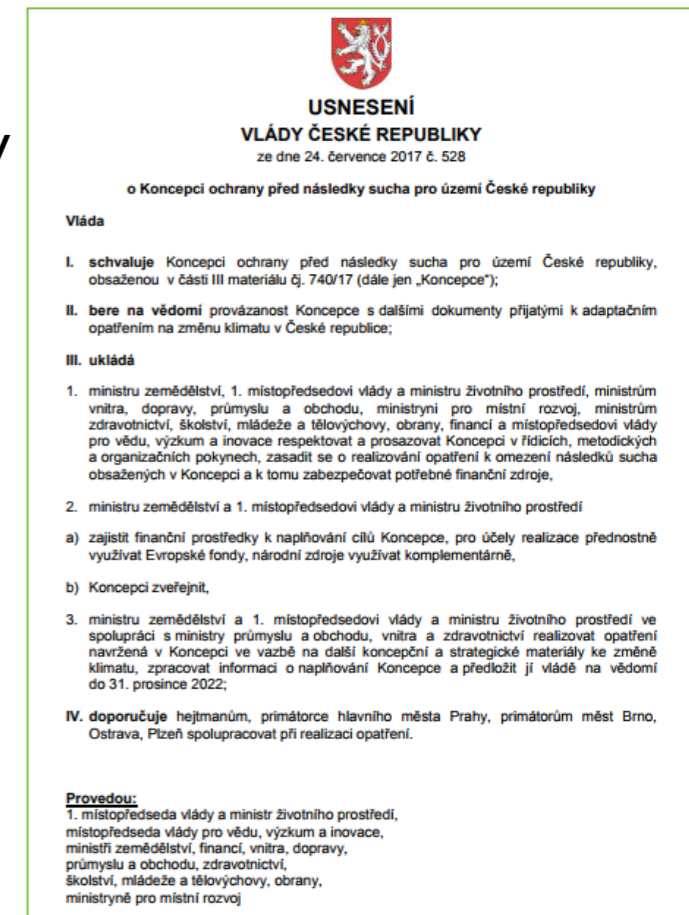 y
USNESENÍ
VLÁDY ČESKÉ REPUBLIKY
ze dne 24. července 2017 č. 528
o Koncepci ochrany před následky sucha pro území České republiky
Vláda
I. schvaluje Koncepci ochrany před následky sucha pro území České republiky,
obsaženou v části III materiálu čj. 740/17 (dále jen „Koncepce“);
II. bere na vědomí provázanost Koncepce s dalšími dokumenty přijatými k adaptačním
opatřením na změnu klimatu v České republice;
III. ukládá
1. ministru zemědělství, 1. místopředsedovi vlády a ministru životního prostředí, ministrům
vnitra, dopravy, průmyslu a obchodu, ministryni pro místní rozvoj, ministrům
zdravotnictví, školství, mládeže a tělovýchovy, obrany, financí a místopředsedovi vlády
pro vědu, výzkum a inovace respektovat a prosazovat Koncepci v řídicích, metodických
a organizačních pokynech, zasadit se o realizování opatření k omezení následků sucha
obsažených v Koncepci a k tomu zabezpečovat potřebné finanční zdroje,
2. ministru zemědělství a 1. místopředsedovi vlády a ministru životního prostředí
a) zajistit finanční prostředky k naplňování cílů Koncepce, pro účely realizace přednostně
využívat Evropské fondy, národní zdroje využívat komplementárně,
b) Koncepci zveřejnit,
3. ministru zemědělství a 1. místopředsedovi vlády a ministru životního prostředí ve
spolupráci s ministry průmyslu a obchodu, vnitra a zdravotnictví realizovat opatření
navržená v Koncepci ve vazbě na další koncepční a strategické materiály ke změně
klimatu, zpracovat informaci o naplňování Koncepce a předložit jí vládě na vědomí
do 31. prosince 2022;
IV. doporučuje hejtmanům, primátorce hlavního města Prahy, primátorům měst Brno,
Ostrava, Plzeň spolupracovat při realizaci opatření.
Provedou:
1. místopředseda vlády a ministr životního prostředí,
místopředseda vlády pro vědu, výzkum a inovace,
ministři zemědělství, financí, vnitra, dopravy,
průmyslu a obchodu, zdravotnictví,
školství, mládeže a tělovýchovy, obrany,
ministryně pro místní rozvoj